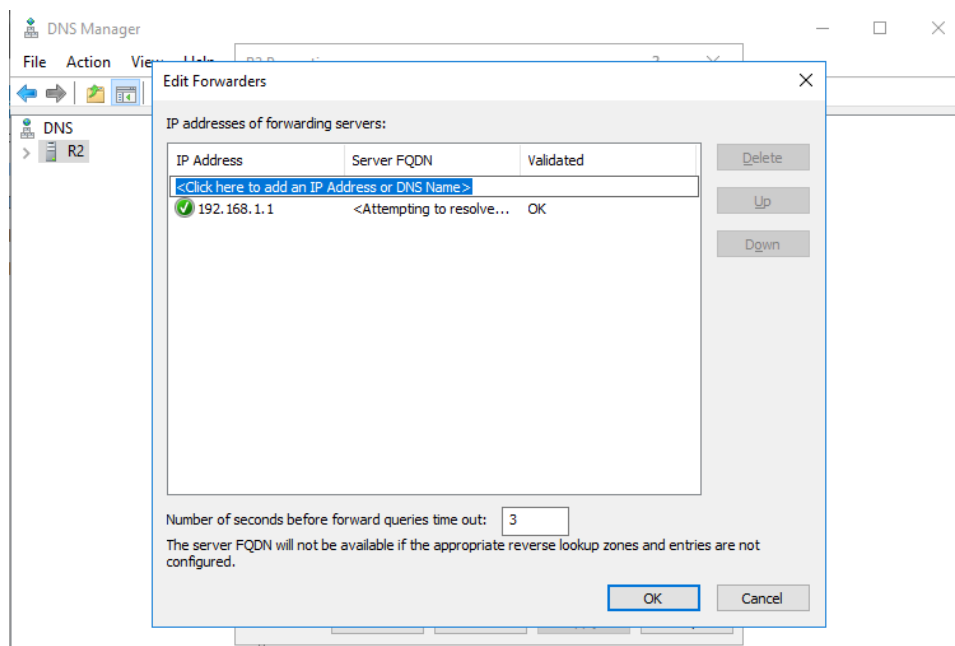 DNS Manager
File Action
DNS
R2
Edit Forwarders
IP addresses of forwarding servers:
IP Address Server FQDN Validated
<Click here to add an IP Address or DNS Name>
192.168.1.1 <Attempting to resolve... OK
Delete
Up
Down
Number of seconds before forward queries time out: 3
The server FQDN will not be available if the appropriate reverse lookup zones and entries are not
configured.
OK Cancel